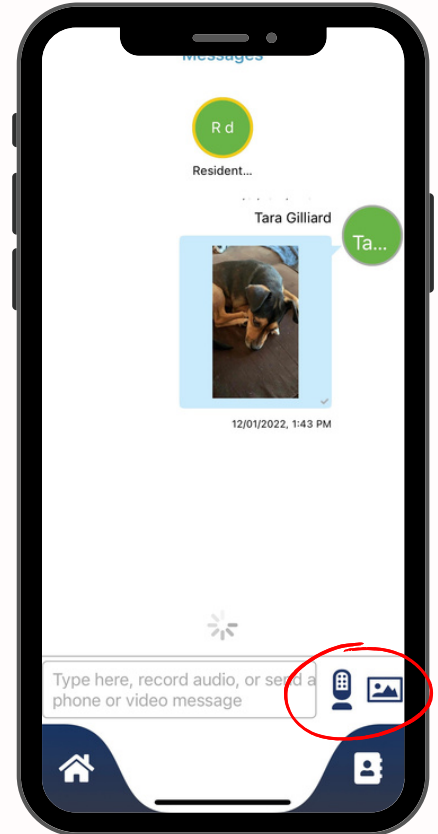 Messages
R d
Resident...
Tara Gilliard
Ta...
12/01/2022, 1:43 PM
Type here, record audio, or send a
phone or video message